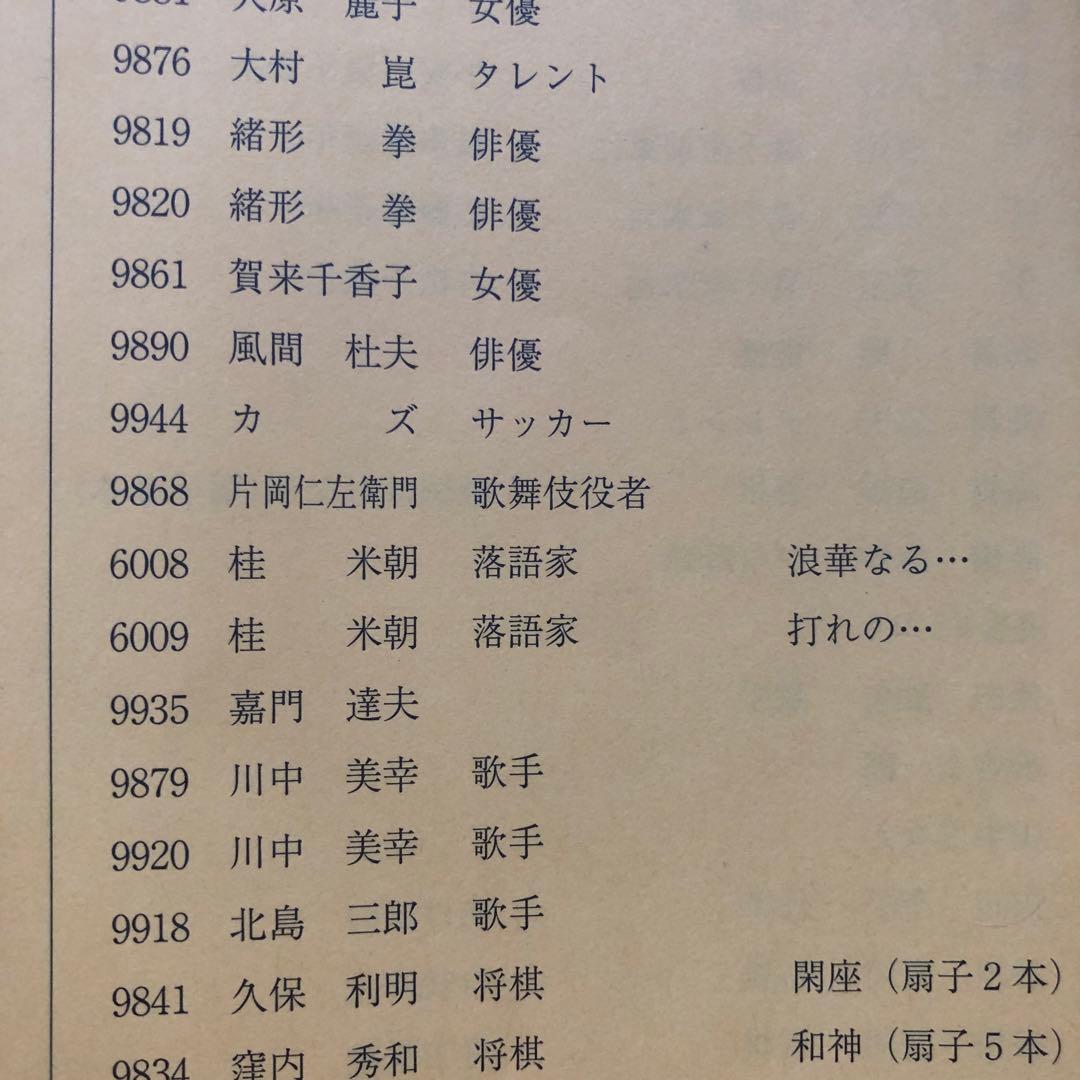 麗子 女優
9876 大村 崑 タレント
9819 緒形 拳 俳優
9820 緒形 拳 俳優
9861 賀来千香子 女優
9890 風間 杜夫 俳優
9944 カズ サッカー
9868 片岡仁左衛門 歌舞伎役者
6008 桂 米朝 落語家 浪華なる…
6009 桂 米朝 落語家 打れの…
9935 嘉門 達夫
9879 川中 美幸 歌手
9920 川中 美幸 歌手
9918 北島 三郎 歌手
9841 久保 利明 将棋 閑座（扇子2本）
9834 窪内 秀和 将棋 和神（扇子5本）